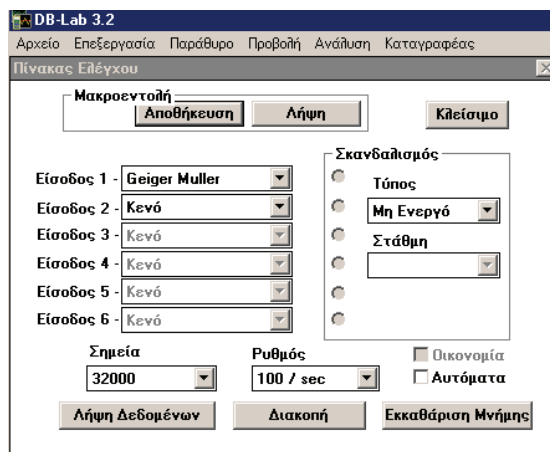 DB-Lab 3.2
Αρχείο Επεξεργασία Παράθυρο Προβολή Ανάλυση Καταγραφέας
Πίνακας Ελέγχου
Μακροεντολή
Αποθήκευση Λήψη Κλείσιμο
Σκανδαλισμός
Είσοδος 1 - Geiger Muller Τύπος
Είσοδος 2 - Κενό Μη Ενεργό
Είσοδος 3 - Κενό Στάθμη
Είσοδος 4 - Κενό
Είσοδος 5 - Κενό
Είσοδος 6 - Κενό
Σημεία Ρυθμός Οικονομία
32000 100 / sec Αυτόματα
Λήψη Δεδομένων Διακοπή Εκκαθάριση Μνήμης